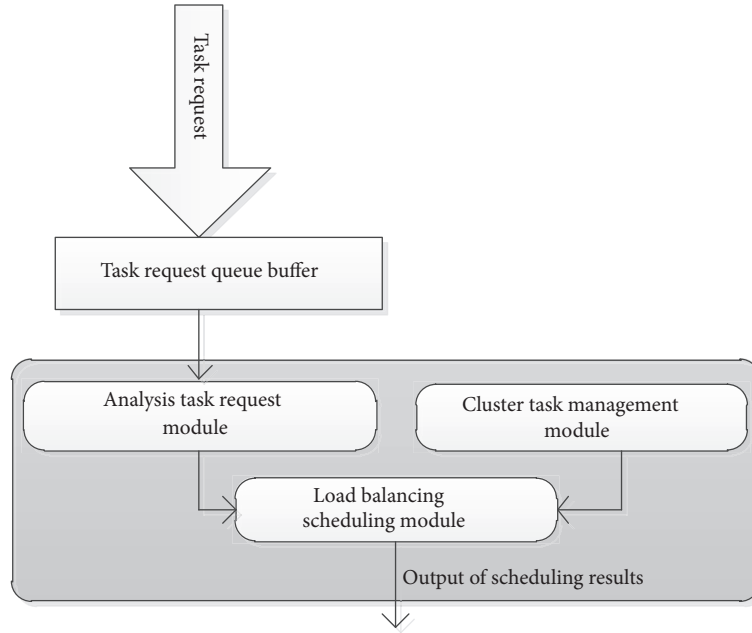 Task request
Task request queue buffer
Analysis task request
module
Cluster task management
module
Load balancing
scheduling module
Output of scheduling results